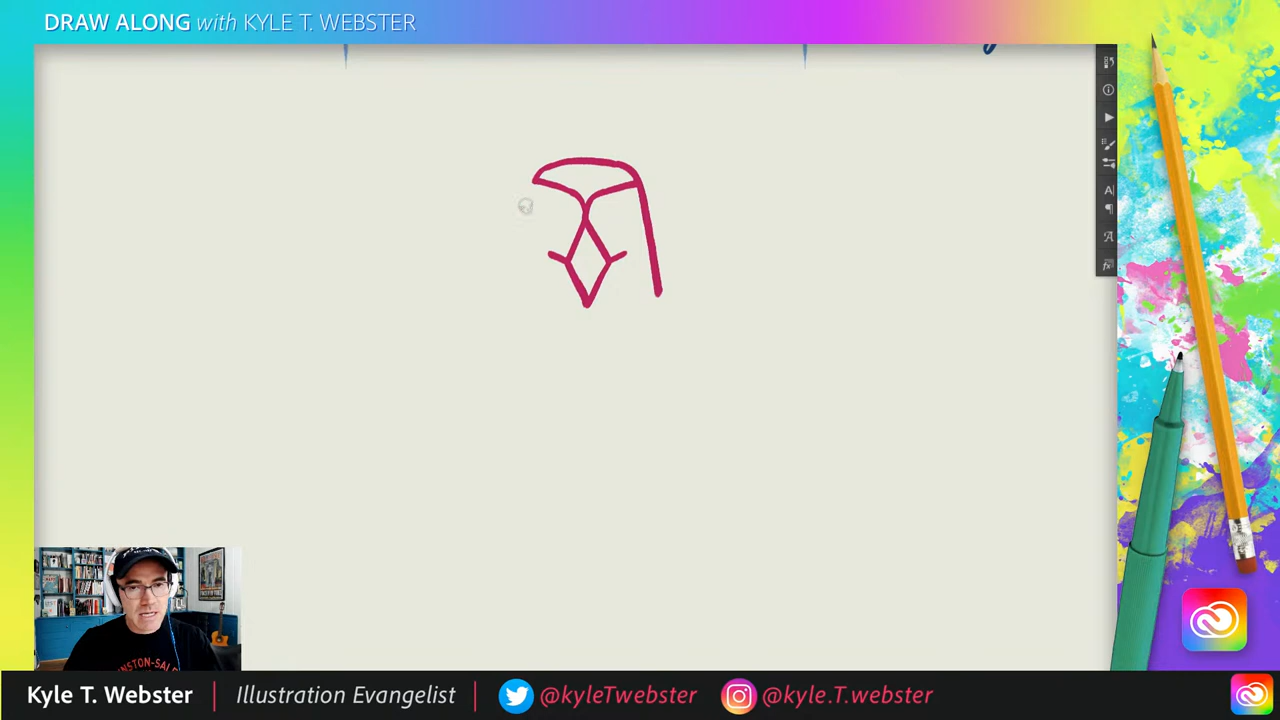 DRAW ALONG with KYLE T. WEBSTER
Kyle T. Webster | Illustration Evangelist | @kyleTwebster @kyle.T.webster